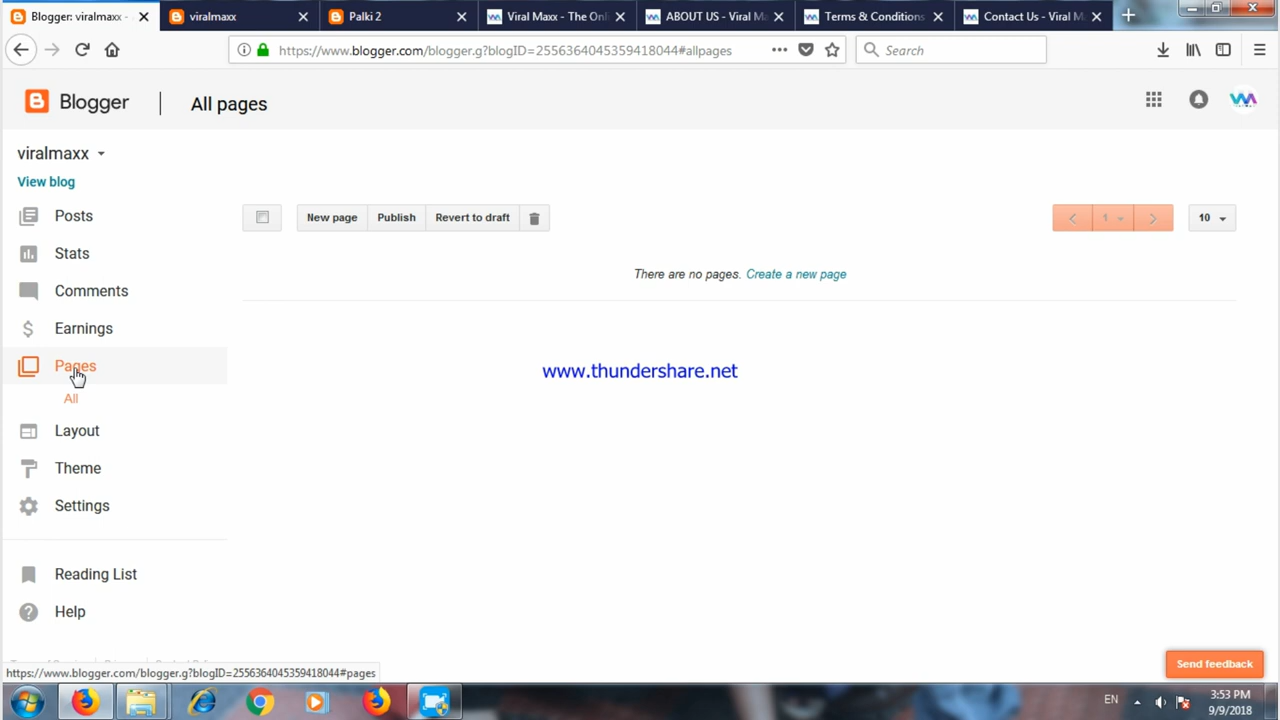 Blogger: viralmaxx -
viralmaxx
Palki 2
Viral Maxx - The Onli
ABOUT US - Viral M
Terms & Conditions
Contact Us - Viral M
https://www.blogger.com/blogger.g?blogID=2556364045359418044#allpages
Search
Blogger
All pages
viralmaxx
View blog
Posts
Stats
Comments
Earnings
Pages
All
Layout
Theme
Settings
Reading List
Help
New page
Publish
Revert to draft
1
10
There are no pages. Create a new page
www.thundershare.net
Send feedback
https://www.blogger.com/blogger.g?blogID=2556364045359418044#pages
EN
3:53 PM
9/9/2018